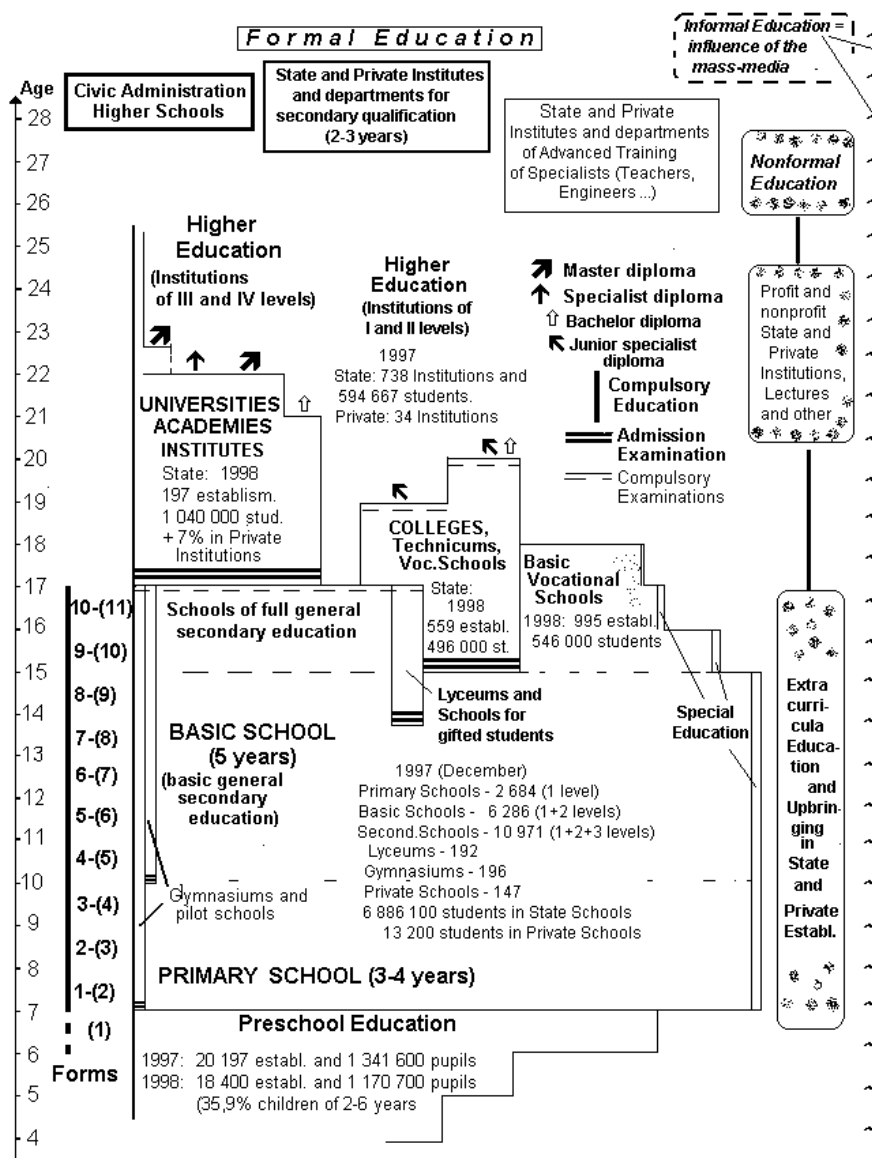 Formal Education
Informal Education =
influence of the
mass-media
Age
Civic Administration
Higher Schools
State and Private Institutes
and departments for
secondary qualification
(2-3 years)
State and Private
Institutes and departments
of Advanced Training
of Specialists (Teachers,
Engineers ...)
Nonformal
Education
28
27
26
25
24
23
22
21
20
19
18
17
16
15
14
13
12
11
10
9
8
7
6
5
4
Higher
Education
(Institutions
of III and IV levels)
Higher
Education
(Institutions of
I and II levels)
1997
State: 738 Institutions and
594 667 students.
Private: 34 Institutions
Master diploma
Specialist diploma
Bachelor diploma
Junior specialist
diploma
Compulsory
Education
Admission
Examination
Compulsory
Examinations
Profit and
nonprofit
State and
Private
Institutions,
Lectures
and other
UNIVERSITIES
ACADEMIES
INSTITUTES
State: 1998
197 establism.
1 040 000 stud.
+ 7% in Private
Institutions
COLLEGES,
Technicums,
Voc.Schools
State:
1998
559 establ.
496 000 st.
Basic
Vocational
Schools
1998: 995 establ.
546 000 students
10-(11)
9-(10)
8-(9)
7-(8)
6-(7)
5-(6)
4-(5)
3-(4)
2-(3)
1-(2)
(1)
Forms
Schools of full general
secondary education
Lyceums and
Schools for
gifted students
Special
Education
BASIC SCHOOL
(5 years)
(basic general
secondary
education)
1997 (December)
Primary Schools - 2 684 (1 level)
Basic Schools - 6 286 (1+2 levels)
Second.Schools - 10 971 (1+2+3 levels)
Lyceums - 192
Gymnasiums - 196
Private Schools - 147
6 886 100 students in State Schools
13 200 students in Private Schools
Gymnasiums and
pilot schools
Extra
curri-
cula
Educa-
tion
and
Upbrin-
ging
in
State
and
Private
Establ.
PRIMARY SCHOOL (3-4 years)
Preschool Education
1997: 20 197 establ. and 1 341 600 pupils
1998: 18 400 establ. and 1 170 700 pupils
(35,9% children of 2-6 years